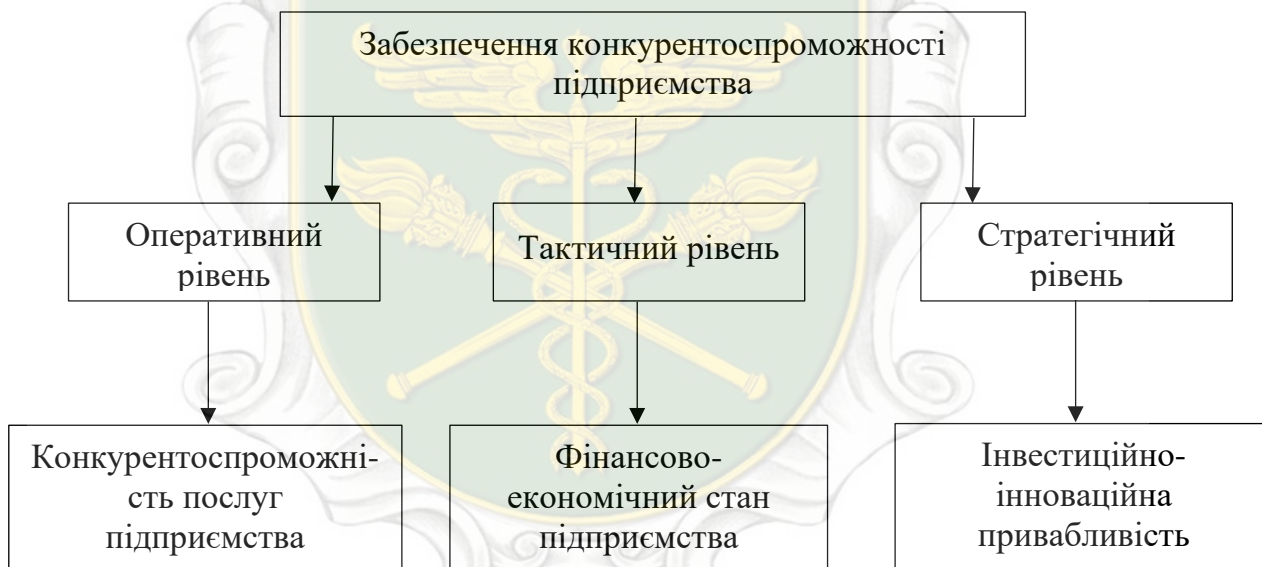 Забезпечення конкурентоспроможності
підприємства
Оперативний
рівень
Тактичний рівень
Стратегічний
рівень
Конкурентоспроможні-
сть послуг
підприємства
Фінансово-
економічний стан
підприємства
Інвестиційно-
інноваційна
привабливість